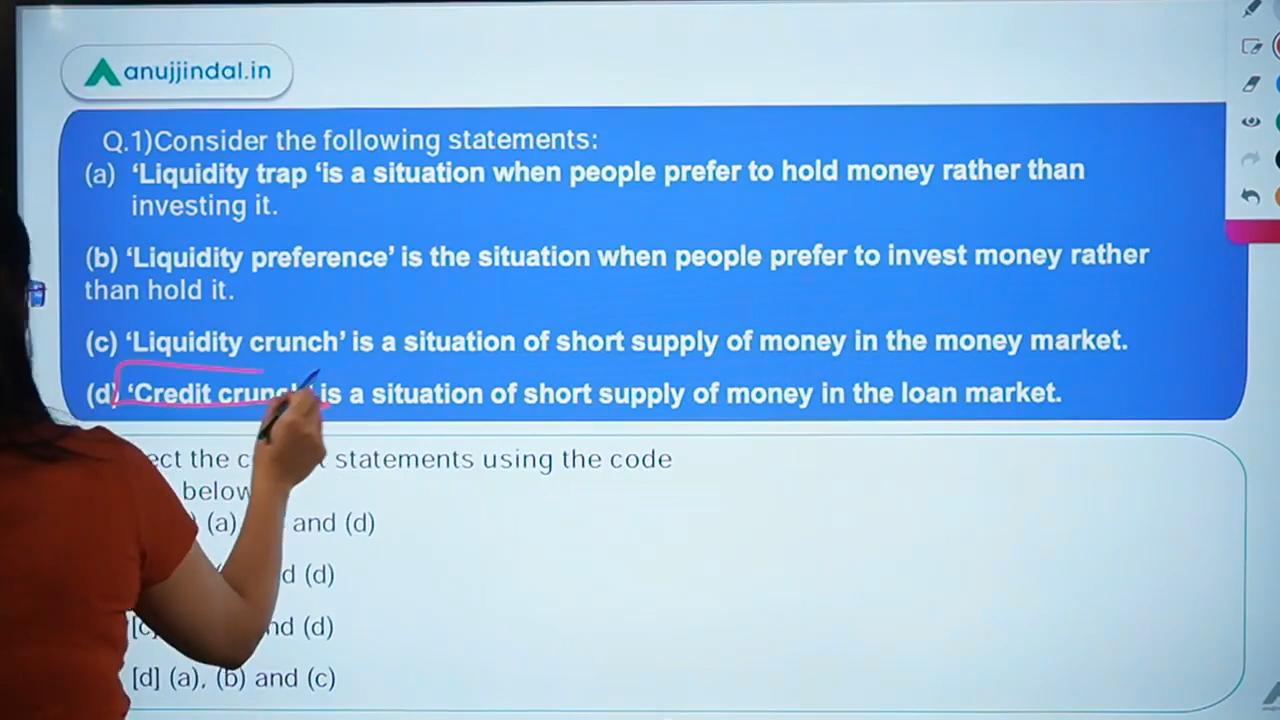 anujjindal.in
Q.1)Consider the following statements:
(a) ‘Liquidity trap ‘is a situation when people prefer to hold money rather than
investing it.
(b) ‘Liquidity preference’ is the situation when people prefer to invest money rather
than hold it.
(c) ‘Liquidity crunch’ is a situation of short supply of money in the money market.
(d) ‘Credit is a situation of short supply of money in the loan market.
the statements using the code
below
(a) and (d)
(d)
(d)
[d] (a), (b) and (c)